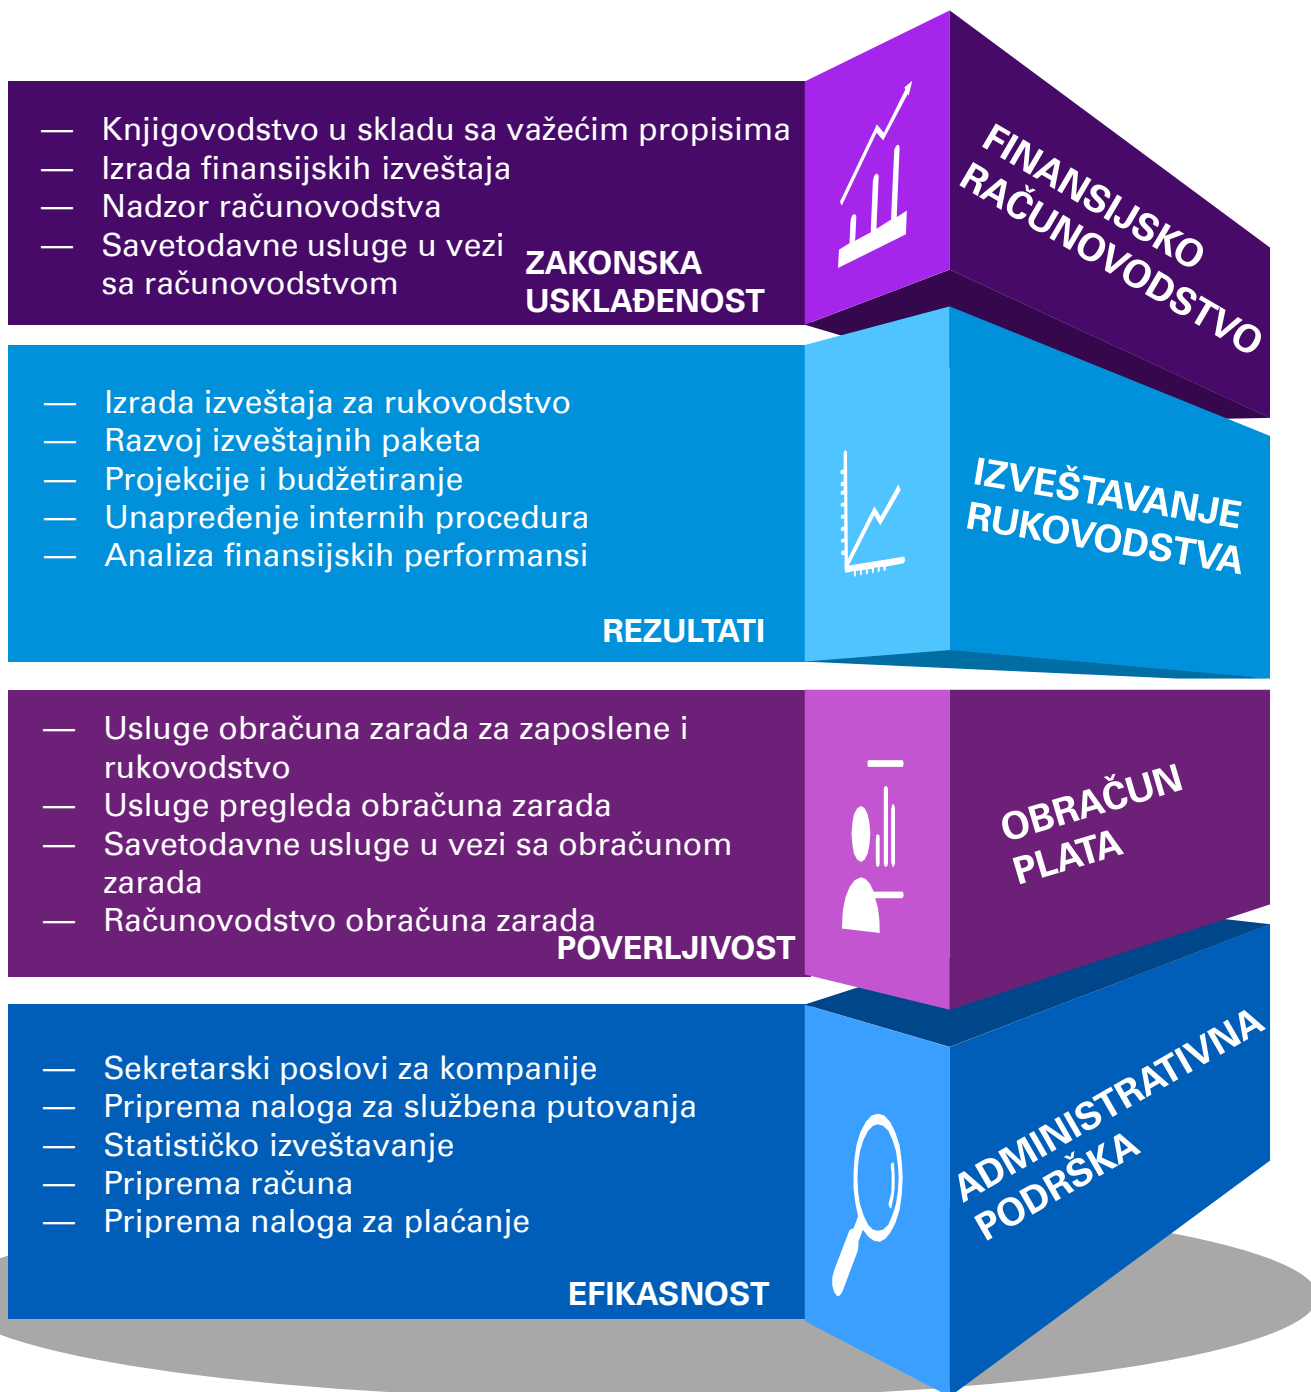 — Knjigovodstvo u skladu sa važećim propisima
— Izrada finansijskih izveštaja
— Nadzor računovodstva
— Savetodavne usluge u vezi
sa računovodstvom
ZAKONSKA
USKLAĐENOST
FINANSIJSKO
RAČUNOVODSTVO
— Izrada izveštaja za rukovodstvo
— Razvoj izveštajnih paketa
— Projekcije i budžetiranje
— Unapređenje internih procedura
— Analiza finansijskih performansi
REZULTATI
IZVEŠTAVANJE
RUKOVODSTVA
— Usluge obračuna zarada za zaposlene i
rukovodstvo
— Usluge pregleda obračuna zarada
— Savetodavne usluge u vezi sa obračunom
zarada
— Računovodstvo obračuna zarada
POVERLJIVOST
OBRAČUN
PLATA
— Sekretarski poslovi za kompanije
— Priprema naloga za službena putovanja
— Statističko izveštavanje
— Priprema računa
— Priprema naloga za plaćanje
EFIKASNOST
ADMINISTRATIVNA
PODRŠKA